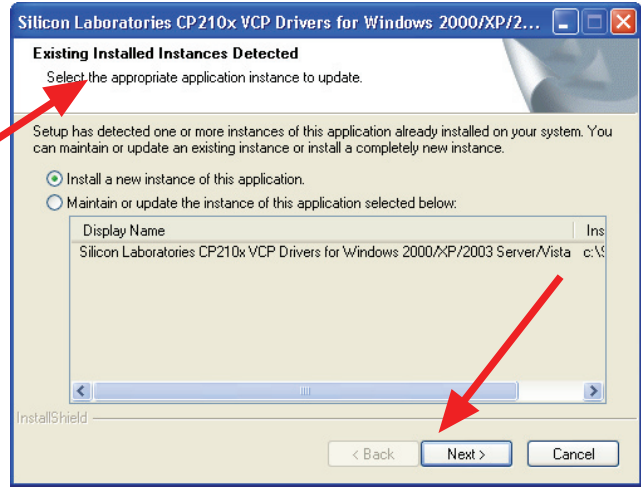 Silicon Laboratories CP210x VCP Drivers for Windows 2000/XP/2...
Existing Installed Instances Detected
Select the appropriate application instance to update.
Setup has detected one or more instances of this application already installed on your system. You
can maintain or update an existing instance or install a completely new instance.
Install a new instance of this application.
Maintain or update the instance of this application selected below:
Display Name Ins
Silicon Laboratories CP210x VCP Drivers for Windows 2000/XP/2003 Server/Vista c:\S
InstallShield
< Back Next > Cancel